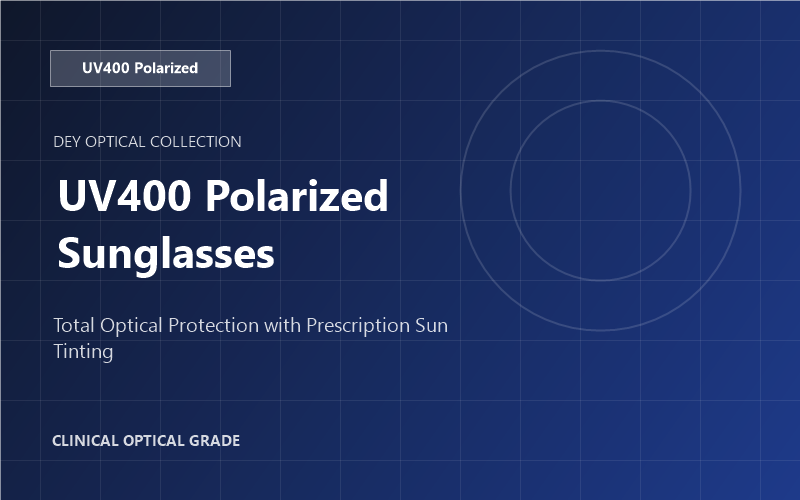 UV400 Polarized
DEY OPTICAL COLLECTION
UV400 Polarized
Sunglasses
Total Optical Protection with Prescription Sun
Tinting
CLINICAL OPTICAL GRADE